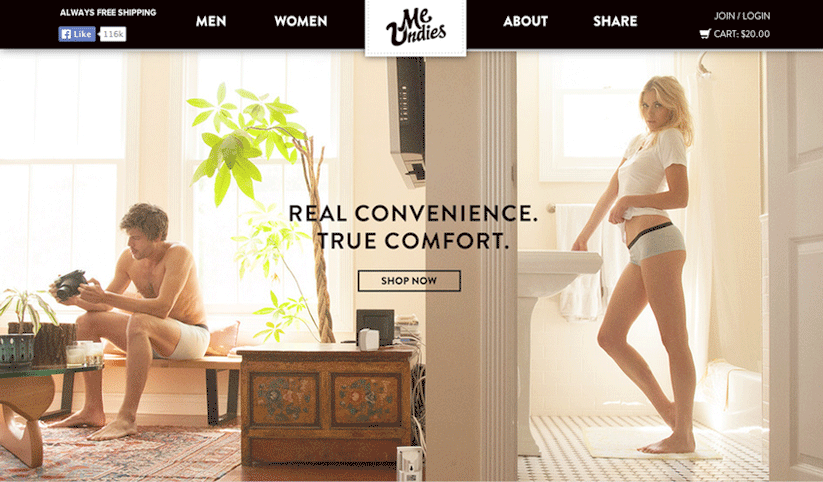 ALWAYS FREE SHIPPING
Like 116k
MEN
WOMEN
Me
Undies
ABOUT
SHARE
JOIN / LOGIN
CART: $20.00
REAL CONVENIENCE.
TRUE COMFORT.
SHOP NOW